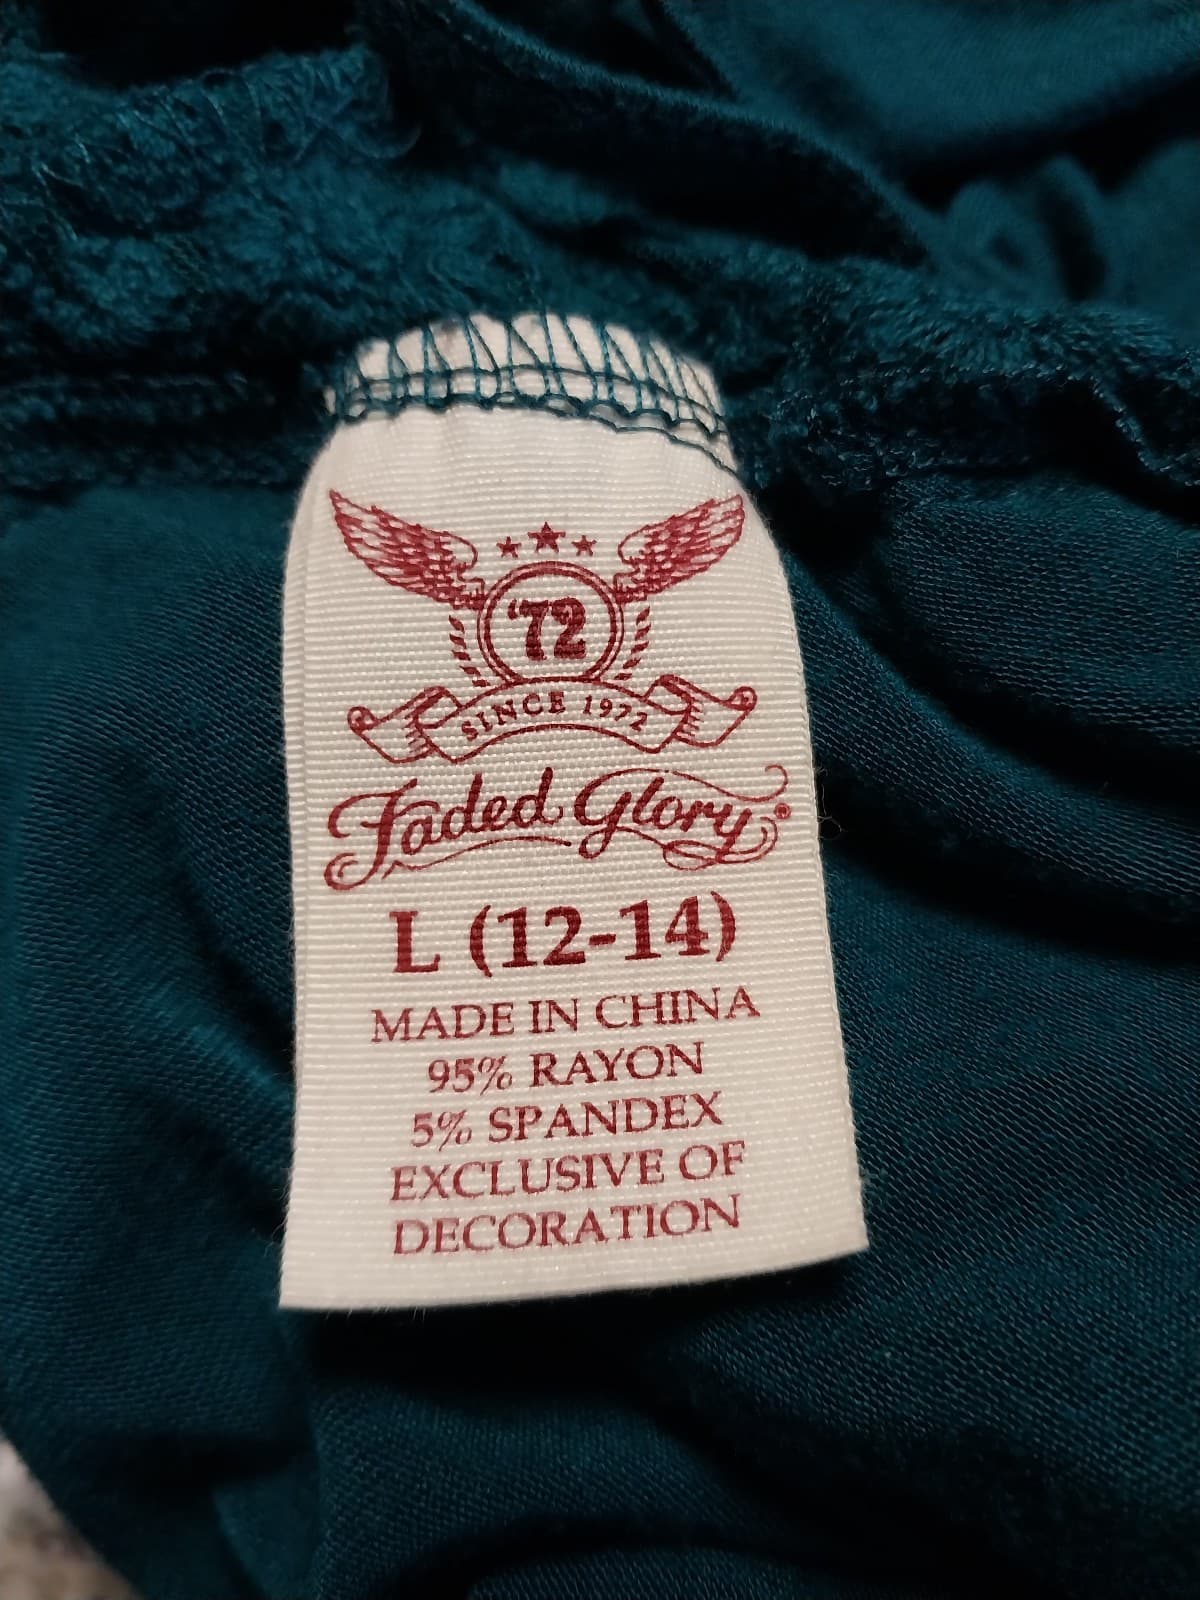 '72
SINCE 1972
Faded Glory®
L (12-14)
MADE IN CHINA
95% RAYON
5% SPANDEX
EXCLUSIVE OF
DECORATION